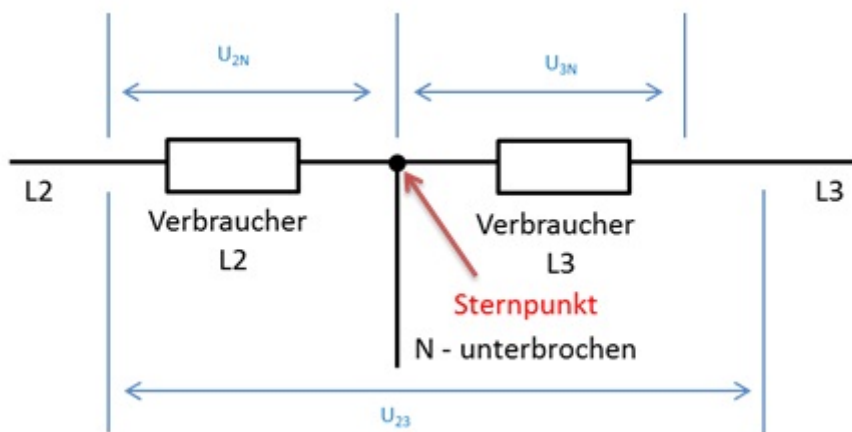 U2N
U3N
L2
L3
Verbraucher
L2
Verbraucher
L3
Sternpunkt
N - unterbrochen
U23